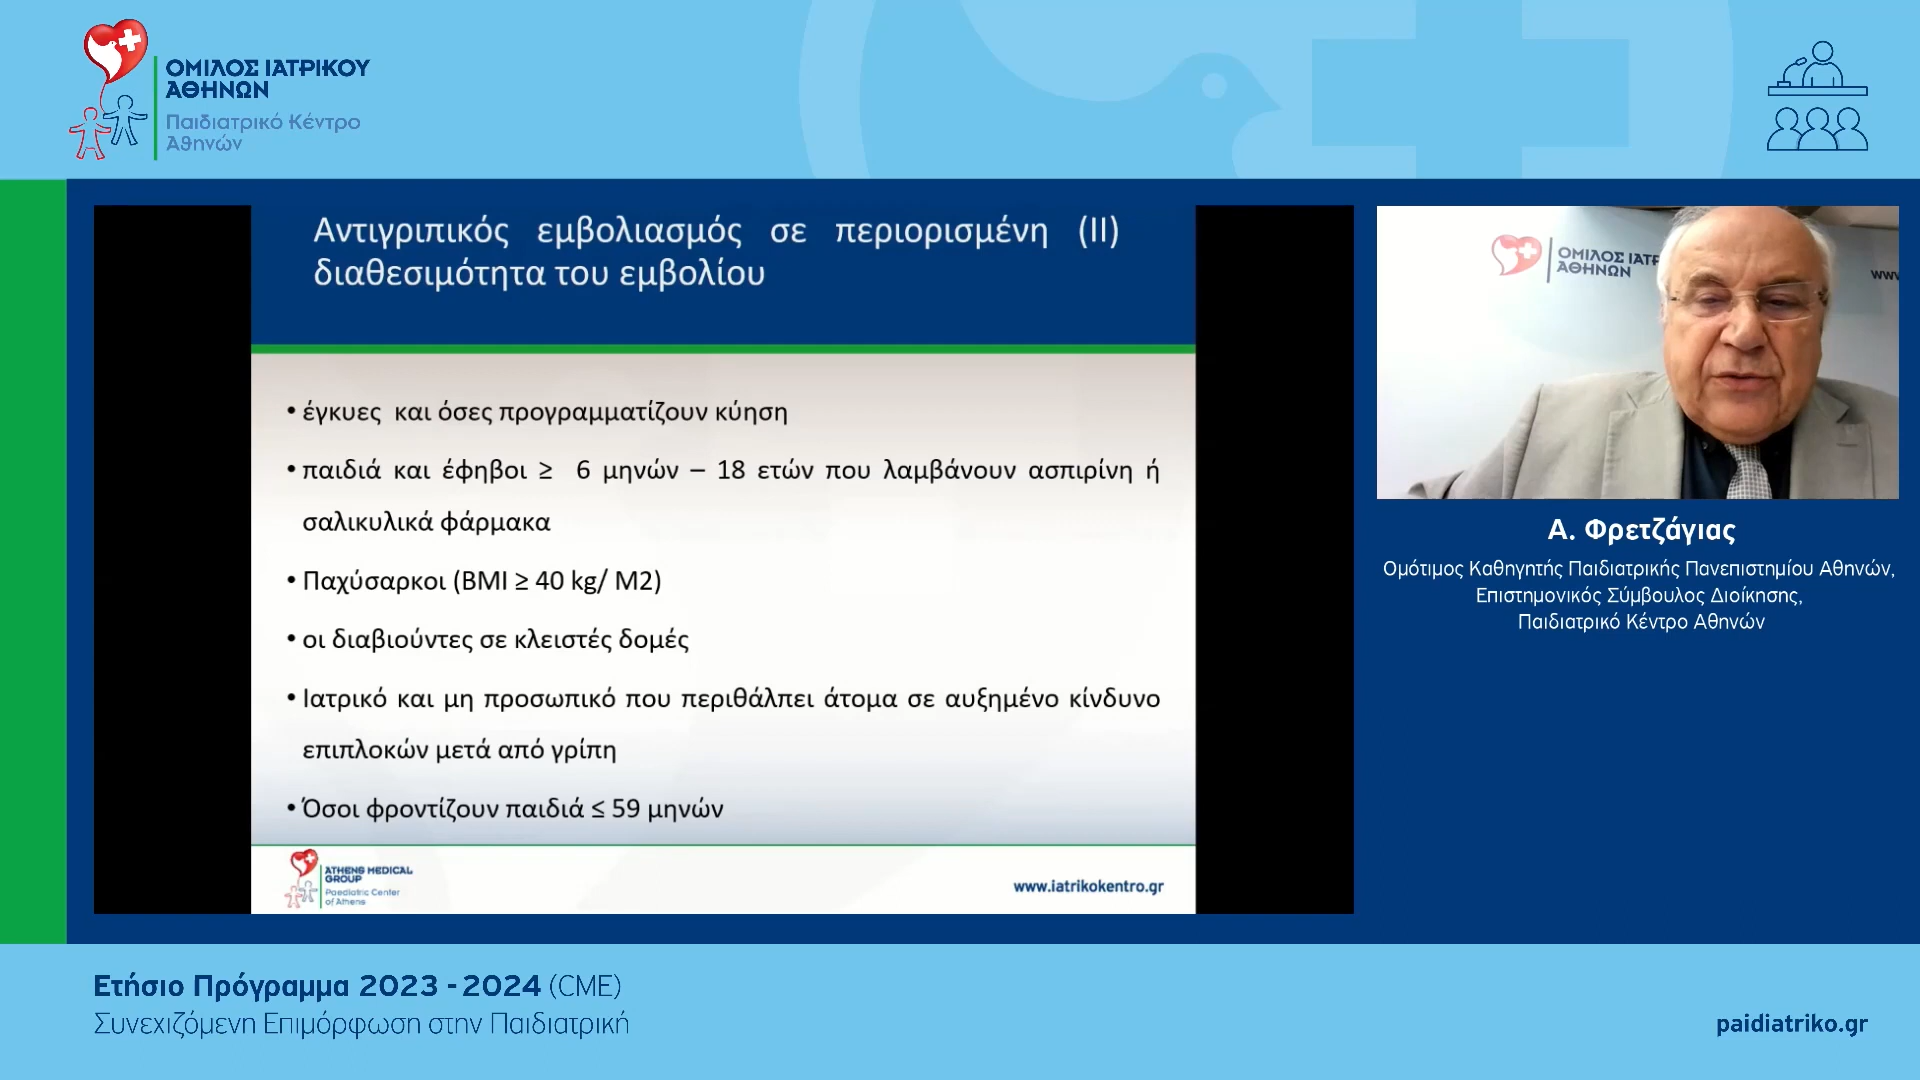 ΟΜΙΛΟΣ ΙΑΤΡΙΚΟΥ
ΑΘΗΝΩΝ
Παιδιατρικό Κέντρο
Αθηνών
Αντιγριπικός εμβολιασμός σε περιορισμένη (II)
διαθεσιμότητα του εμβολίου
• έγκυες και όσες προγραμματίζουν κύηση
• παιδιά και έφηβοι ≥ 6 μηνών – 18 ετών που λαμβάνουν ασπιρίνη ή
σαλικυλικά φάρμακα
• Παχύσαρκοι (BMI ≥ 40 kg/ M2)
• οι διαβιούντες σε κλειστές δομές
• Ιατρικό και μη προσωπικό που περιθάλπει άτομα σε αυξημένο κίνδυνο
επιπλοκών μετά από γρίπη
• Όσοι φροντίζουν παιδιά ≤ 59 μηνών
ATHENS MEDICAL
GROUP
Paediatric Center
of Athens
www.iatrikokentro.gr
ΟΜΙΛΟΣ ΙΑΤΡ
ΑΘΗΝΩΝ
www
Α. Φρετζάγιας
Ομότιμος Καθηγητής Παιδιατρικής Πανεπιστημίου Αθηνών,
Επιστημονικός Σύμβουλος Διοίκησης,
Παιδιατρικό Κέντρο Αθηνών
Ετήσιο Πρόγραμμα 2023 - 2024 (CME)
Συνεχιζόμενη Επιμόρφωση στην Παιδιατρική
paidiatriko.gr